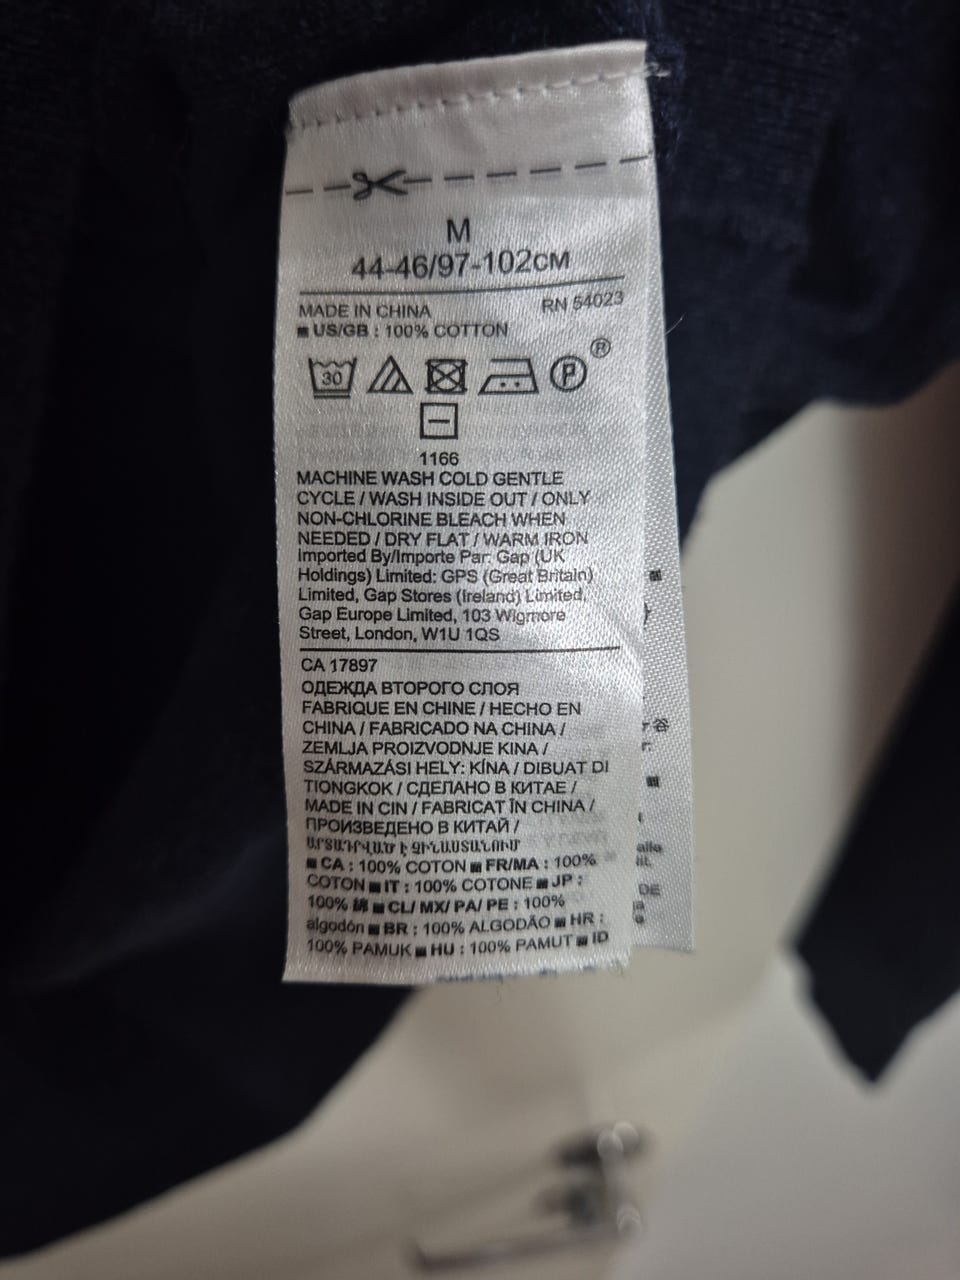 M
44-46/97-102СМ
MADE IN CHINA RN 54023
■ US/GB : 100% COTTON
30 P ®
1166
MACHINE WASH COLD GENTLE
CYCLE / WASH INSIDE OUT / ONLY
NON-CHLORINE BLEACH WHEN
NEEDED / DRY FLAT / WARM IRON
Imported By/Importe Par: Gap (UK
Holdings) Limited: GPS (Great Britain)
Limited, Gap Stores (Ireland) Limited,
Gap Europe Limited, 103 Wigmore
Street, London, W1U 1QS
CA 17897
ОДЕЖДА ВТОРОГО СЛОЯ
FABRIQUE EN CHINE / HECHO EN
CHINA / FABRICADO NA CHINA /
ZEMLJA PROIZVODNJE KINA /
SZÁRMAZÁSI HELY: KÍNA / DIBUAT DI
TIONGKOK / СДЕЛАНО В КИТАЕ /
MADE IN CIN / FABRICAT ÎN CHINA /
ПРОИЗВЕДЕНО В КИТАЙ /
ԱՐՏԱԴՐՎԱԾ Է ՉԻՆԱՍՏԱՆՈՒՄ
■ CA : 100% COTON ■ FR/MA : 100%
COTON ■ IT : 100% COTONE ■ JP :
100% 綿 ■ CL/ MX/ PA/ PE : 100%
algodón ■ BR : 100% ALGODÃO ■ HR :
100% PAMUK ■ HU : 100% PAMUT ■ ID